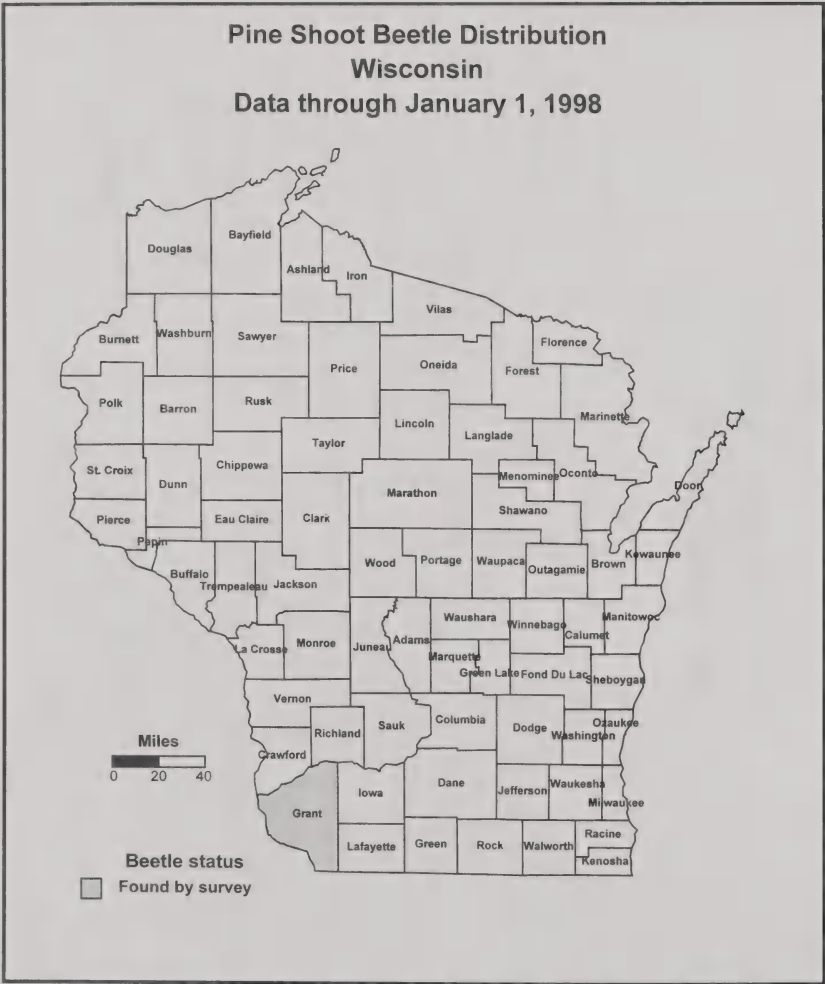 Pine Shoot Beetle Distribution
Wisconsin
Data through January 1, 1998
Douglas
Bayfield
Ashland
Iron
Vilas
Burnett
Washburn
Sawyer
Florence
Price
Oneida
Forest
Polk
Barron
Rusk
Marinette
Lincoln
Langlade
Taylor
St. Croix
Chippewa
Menominee
Oconto
Dunn
Door
Marathon
Shawano
Pierce
Eau Claire
Clark
Pepin
Kewaunee
Wood
Portage
Waupaca
Outagamie
Brown
Buffalo
Trempealeau
Jackson
Waushara
Winnebago
Calumet
Manitowoc
La Crosse
Monroe
Juneau
Adams
Marquette
Green Lake
Fond Du Lac
Sheboygan
Vernon
Richland
Sauk
Columbia
Dodge
Washington
Ozaukee
Crawford
Miles
0 20 40
Iowa
Dane
Jefferson
Waukesha
Milwaukee
Grant
Lafayette
Green
Rock
Walworth
Racine
Kenosha
Beetle status
Found by survey